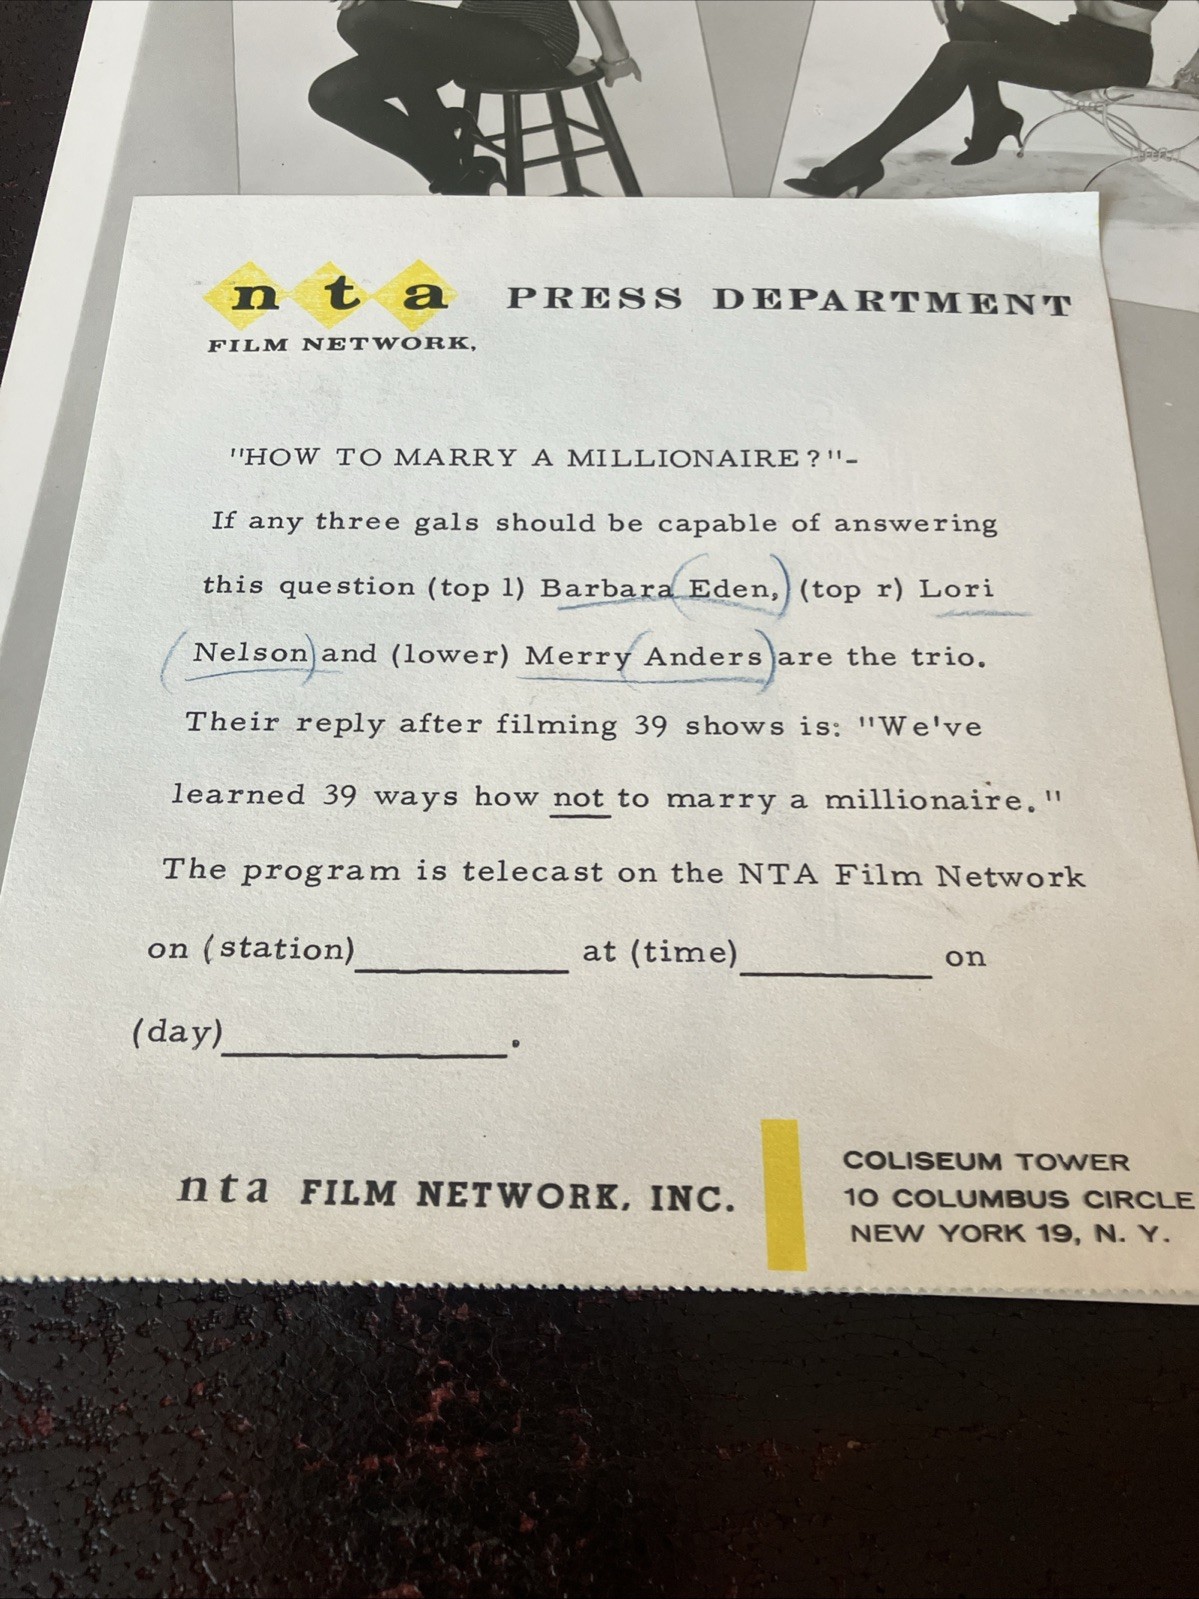 nta PRESS DEPARTMENT
FILM NETWORK,
"HOW TO MARRY A MILLIONAIRE?"-
If any three gals should be capable of answering
this question (top l) Barbara Eden, (top r) Lori
Nelson and (lower) Merry Anders are the trio.
Their reply after filming 39 shows is: "We've
learned 39 ways how not to marry a millionaire."
The program is telecast on the NTA Film Network
on (station)__________ at (time)__________ on
(day)______________.
nta FILM NETWORK, INC.
COLISEUM TOWER
10 COLUMBUS CIRCLE
NEW YORK 19, N. Y.